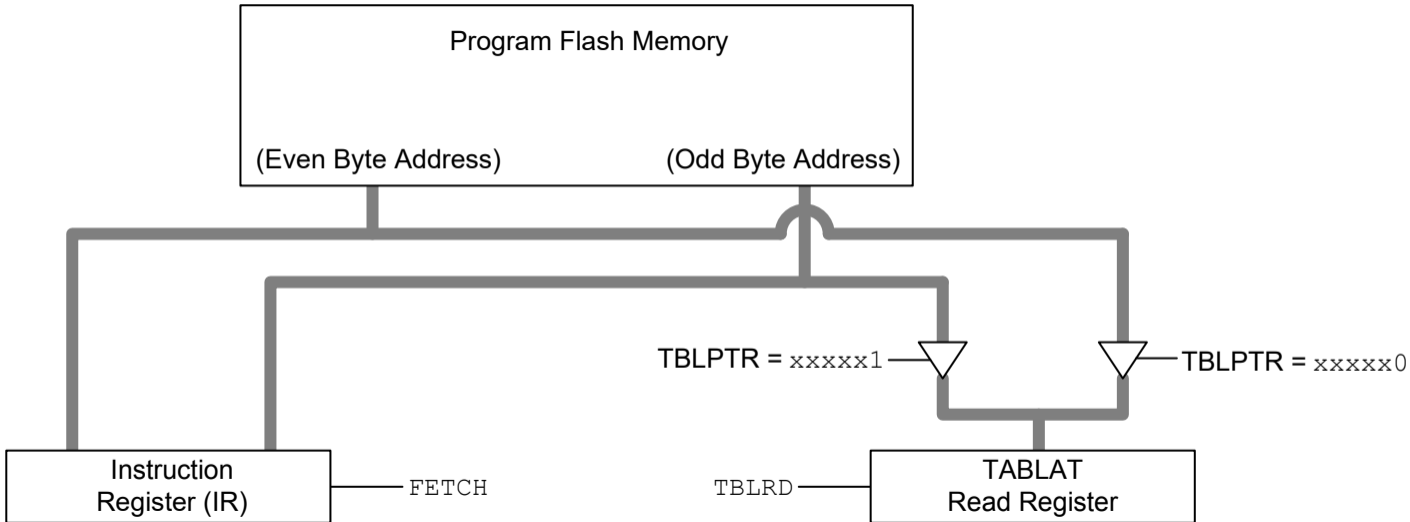 Program Flash Memory
(Even Byte Address) (Odd Byte Address)
TBLPTR = xxxxx1
TBLPTR = xxxxx0
Instruction
Register (IR)
FETCH
TBLRD
TABLAT
Read Register